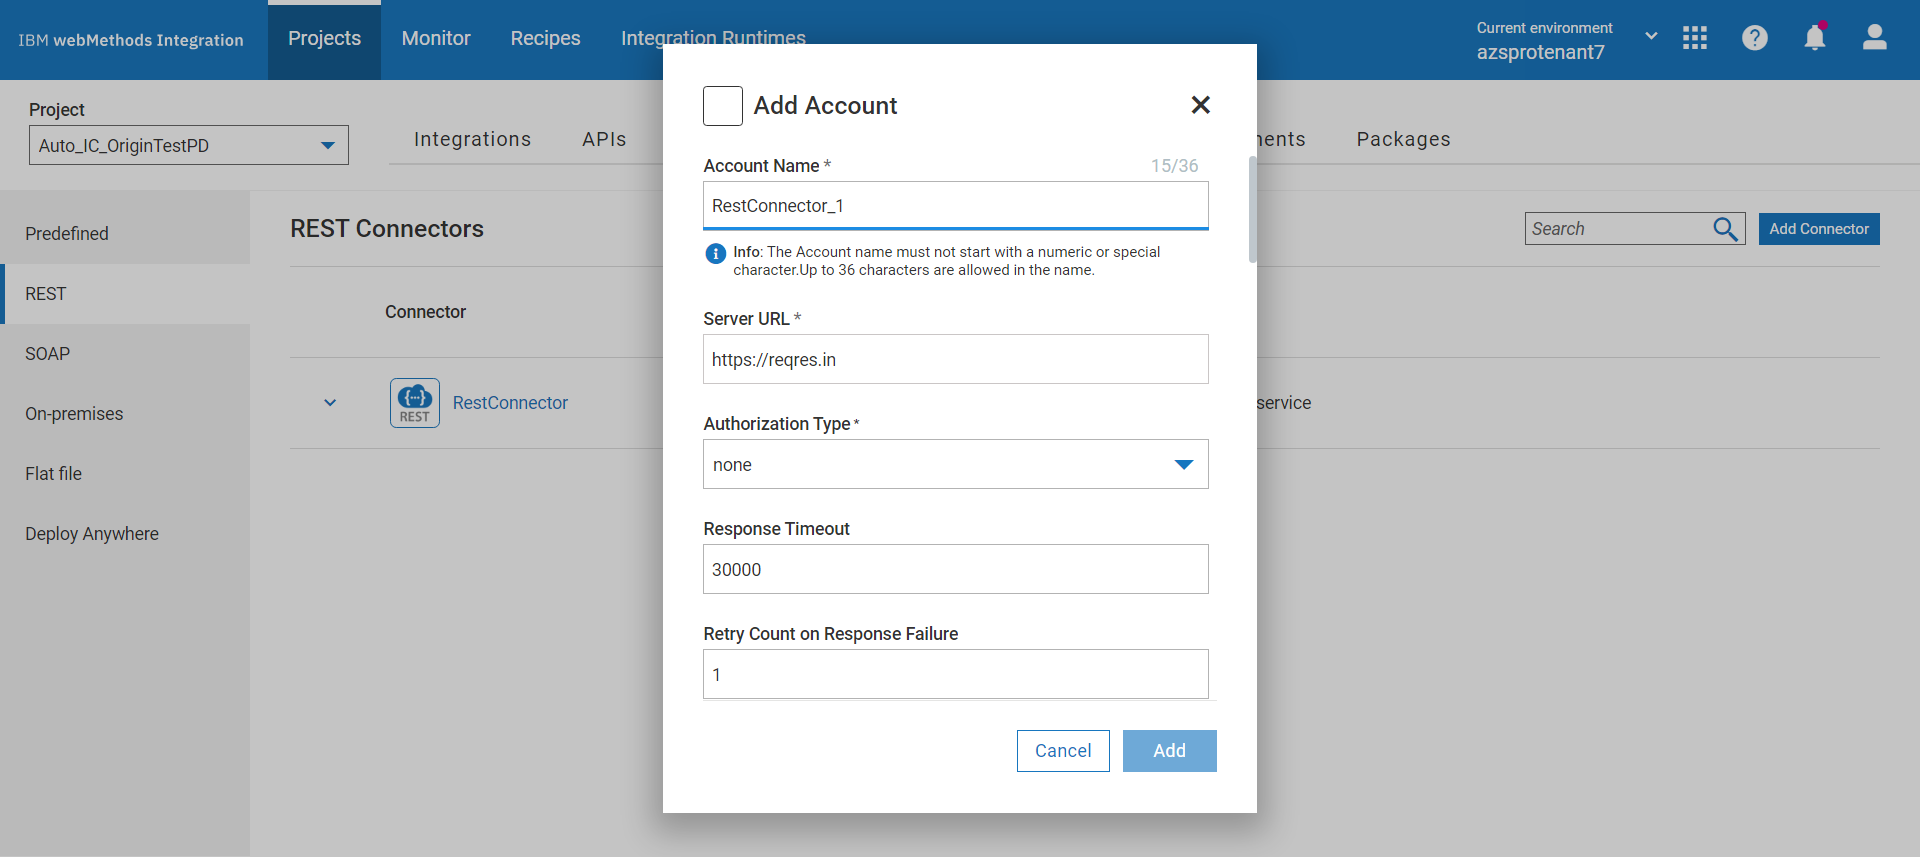 IBM webMethods Integration
Projects
Monitor
Recipes
Integration Runtimes
Current environment
azsprotenant7
Project
Auto_IC_OriginTestPD
Integrations
APIs
Packages
Predefined
REST
SOAP
On-premises
Flat file
Deploy Anywhere
REST Connectors
Search
Add Connector
Connector
REST
RestConnector
service
Add Account
Account Name *
15/36
RestConnector_1
Info: The Account name must not start with a numeric or special
character.Up to 36 characters are allowed in the name.
Server URL *
https://reqres.in
Authorization Type *
none
Response Timeout
30000
Retry Count on Response Failure
1
Cancel
Add